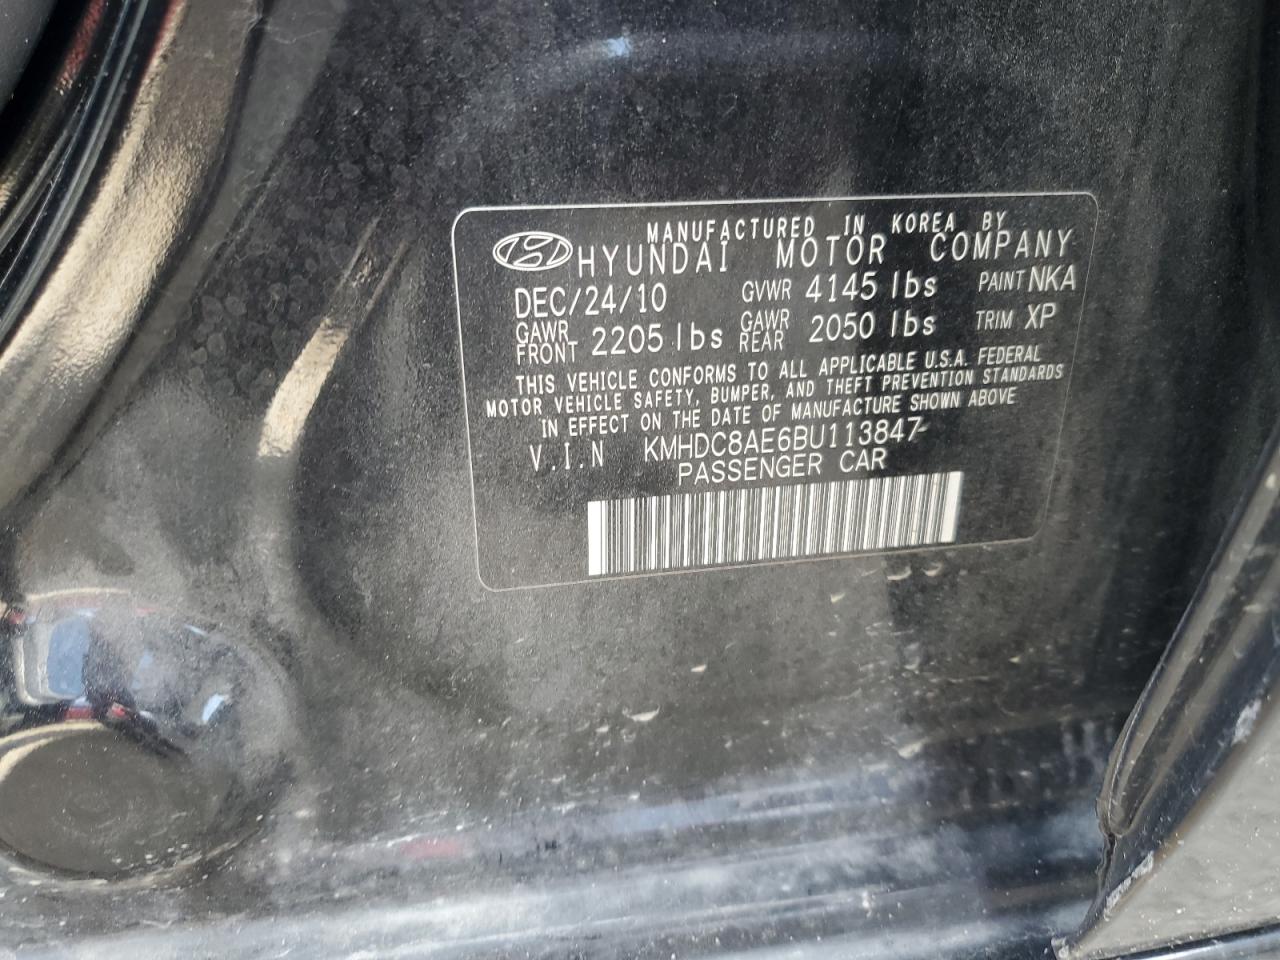 MANUFACTURED IN KOREA BY
HYUNDAI MOTOR COMPANY
DEC/24/10 GVWR 4145 lbs PAINT NKA
GAWR FRONT 2205 lbs GAWR REAR 2050 lbs TRIM XP
THIS VEHICLE CONFORMS TO ALL APPLICABLE U.S.A. FEDERAL
MOTOR VEHICLE SAFETY, BUMPER, AND THEFT PREVENTION STANDARDS
IN EFFECT ON THE DATE OF MANUFACTURE SHOWN ABOVE
V.I.N KMHDC8AE6BU113847
PASSENGER CAR